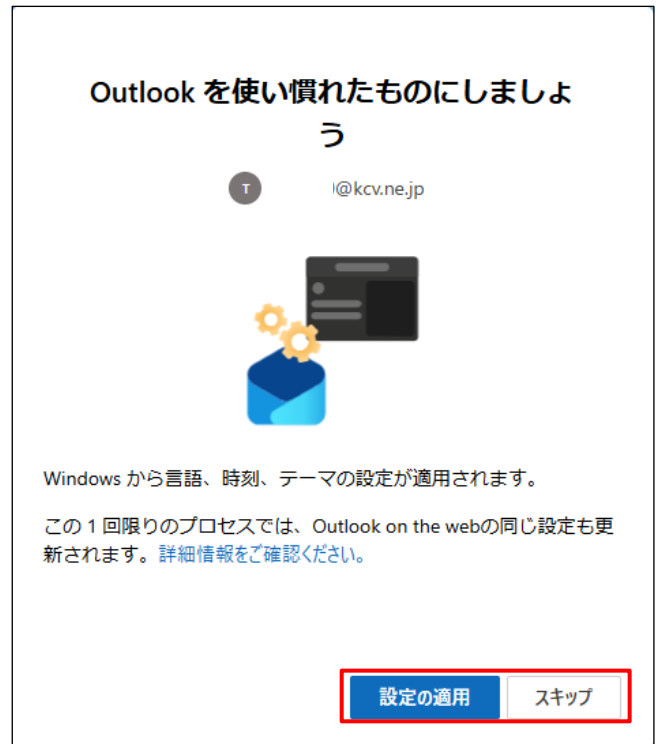 Outlook を使い慣れたものにしましょ
う
T
@kcv.ne.jp
Windows から言語、時刻、テーマの設定が適用されます。
この 1 回限りのプロセスでは、Outlook on the webの同じ設定も更
新されます。詳細情報をご確認ください。
設定の適用 スキップ